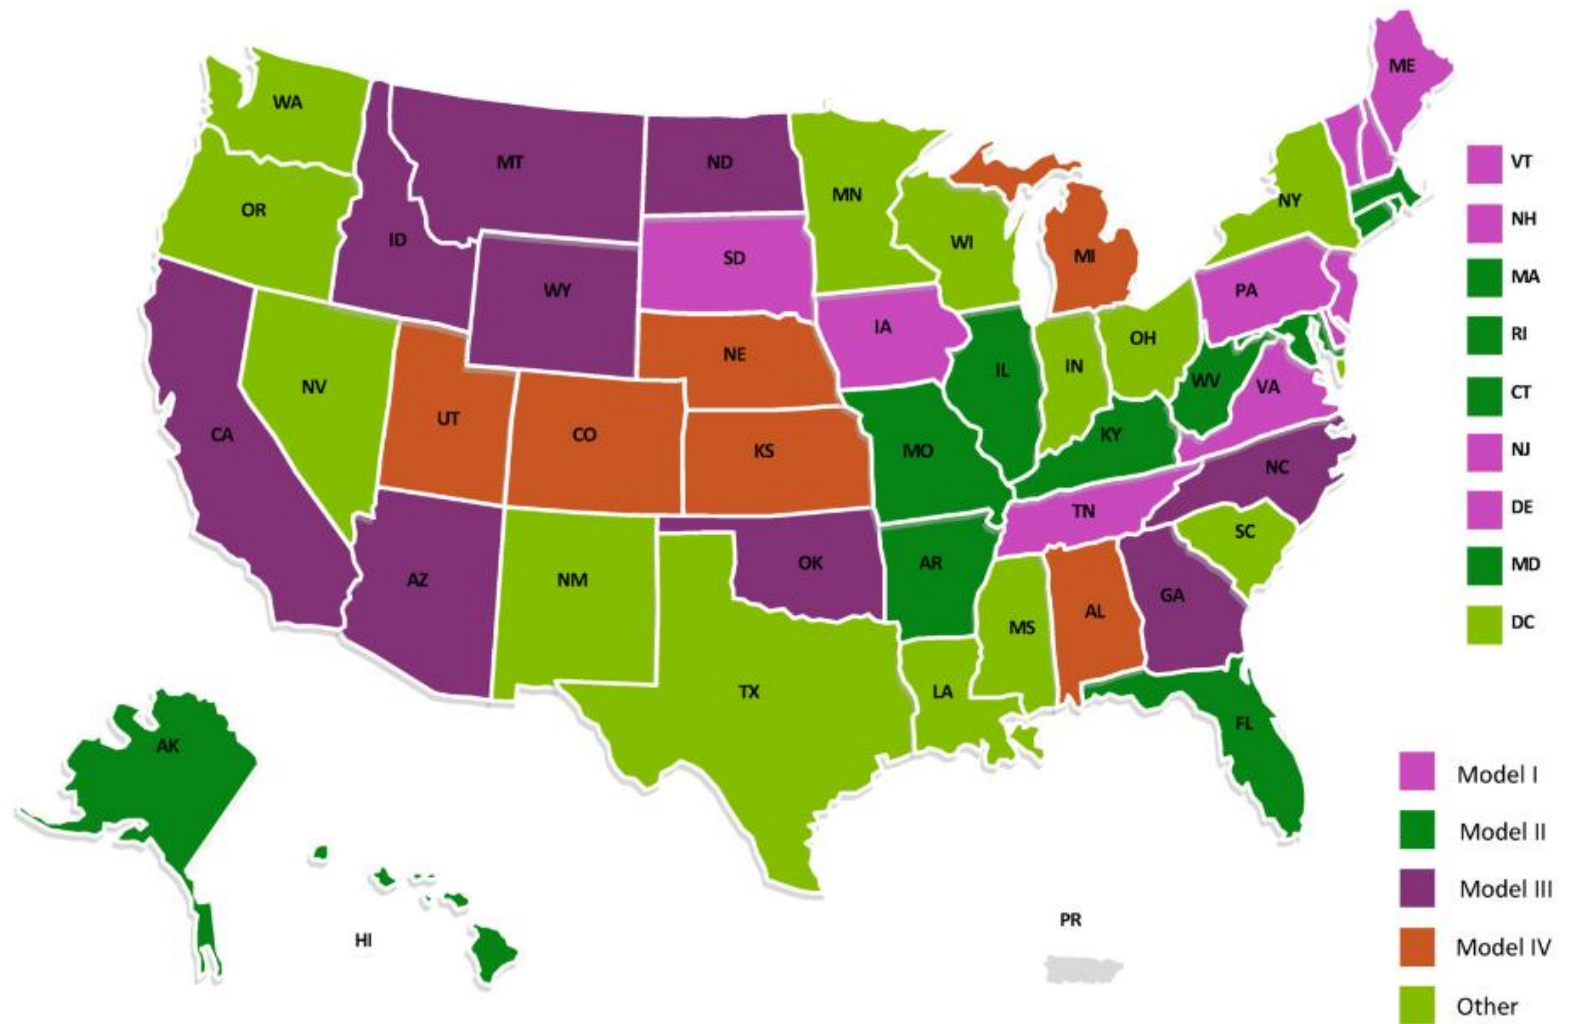 ME
WA
MT
ND
VT
MN
OR
NY
NH
ID
WI
SD
MI
MA
WY
PA
IA
RI
OH
NE
IN
IL
WV
NV
VA
CT
UT
CO
KY
CA
KS
MO
NJ
NC
TN
DE
SC
OK
AR
MD
AZ
NM
GA
AL
DC
MS
TX
LA
FL
AK
Model I
Model II
Model III
PR
HI
Model IV
Other